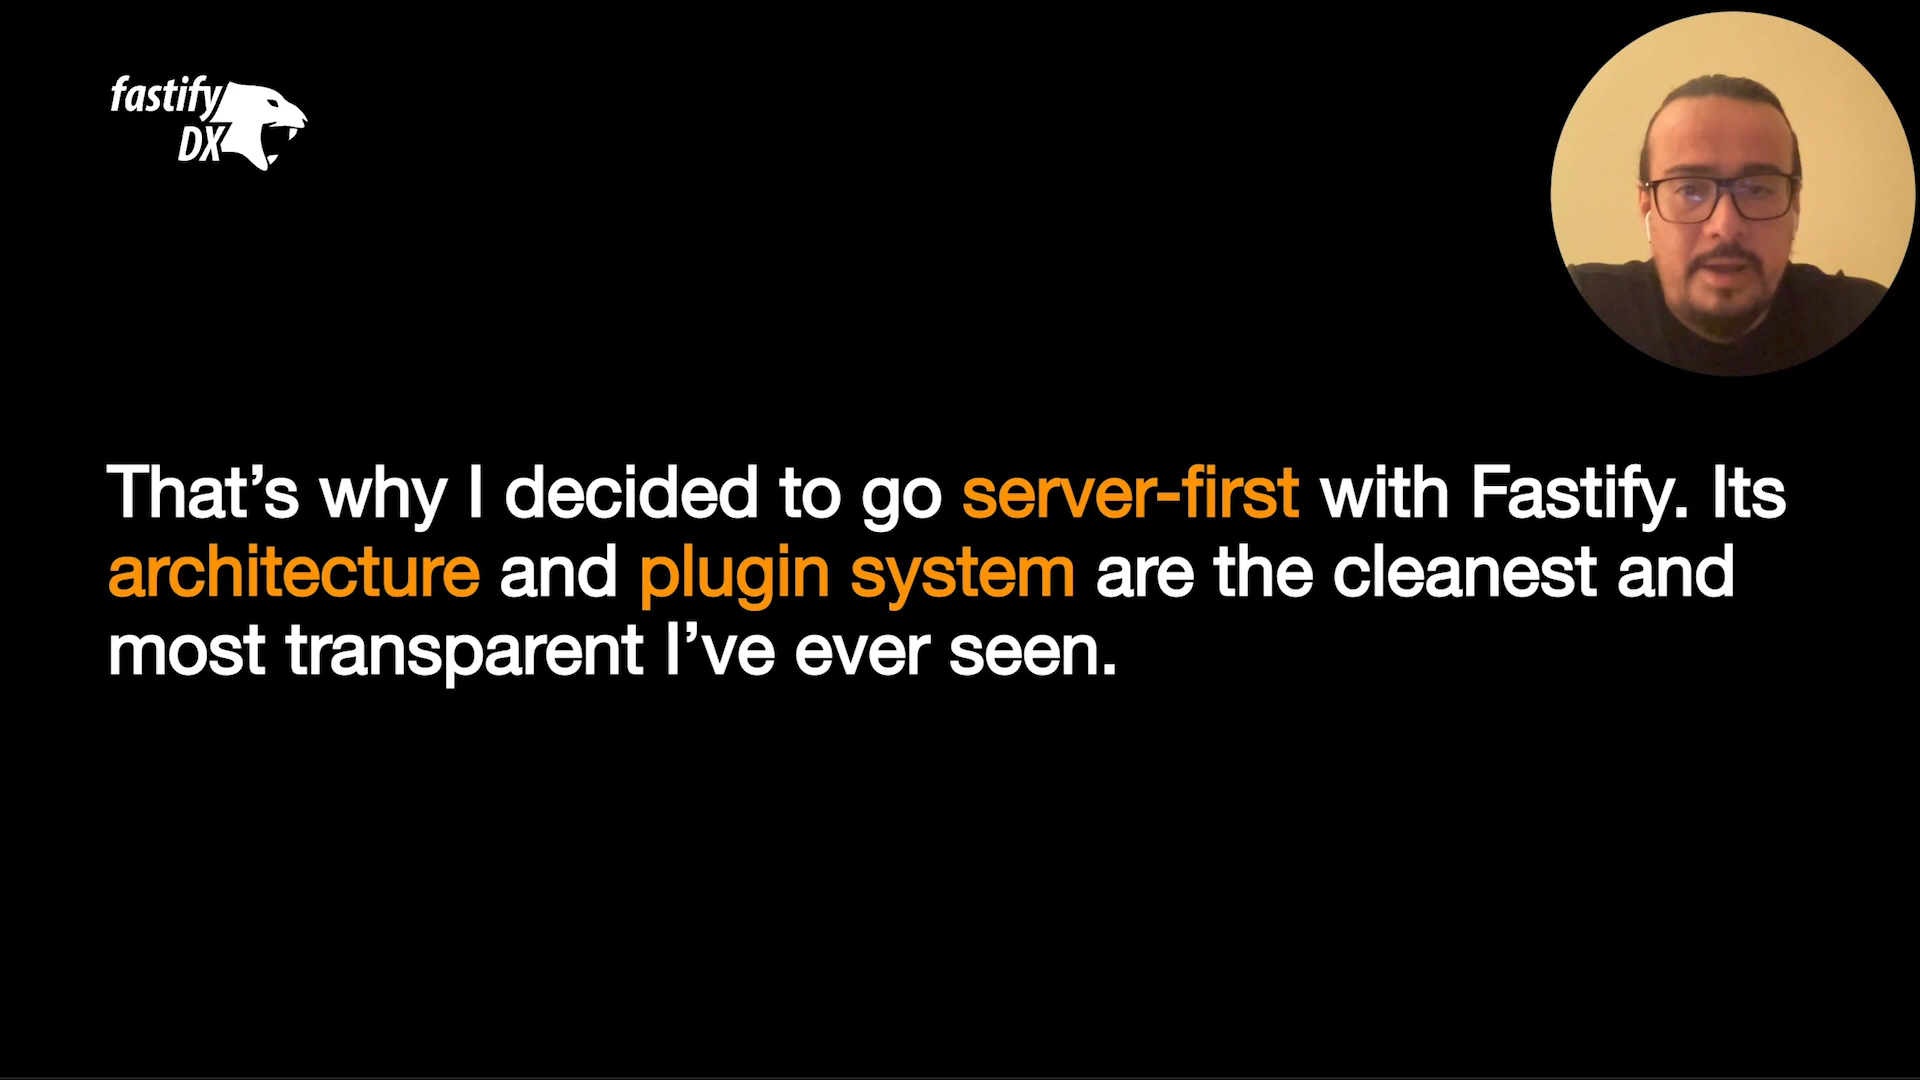 fastify
DX
That’s why I decided to go server-first with Fastify. Its
architecture and plugin system are the cleanest and
most transparent I’ve ever seen.